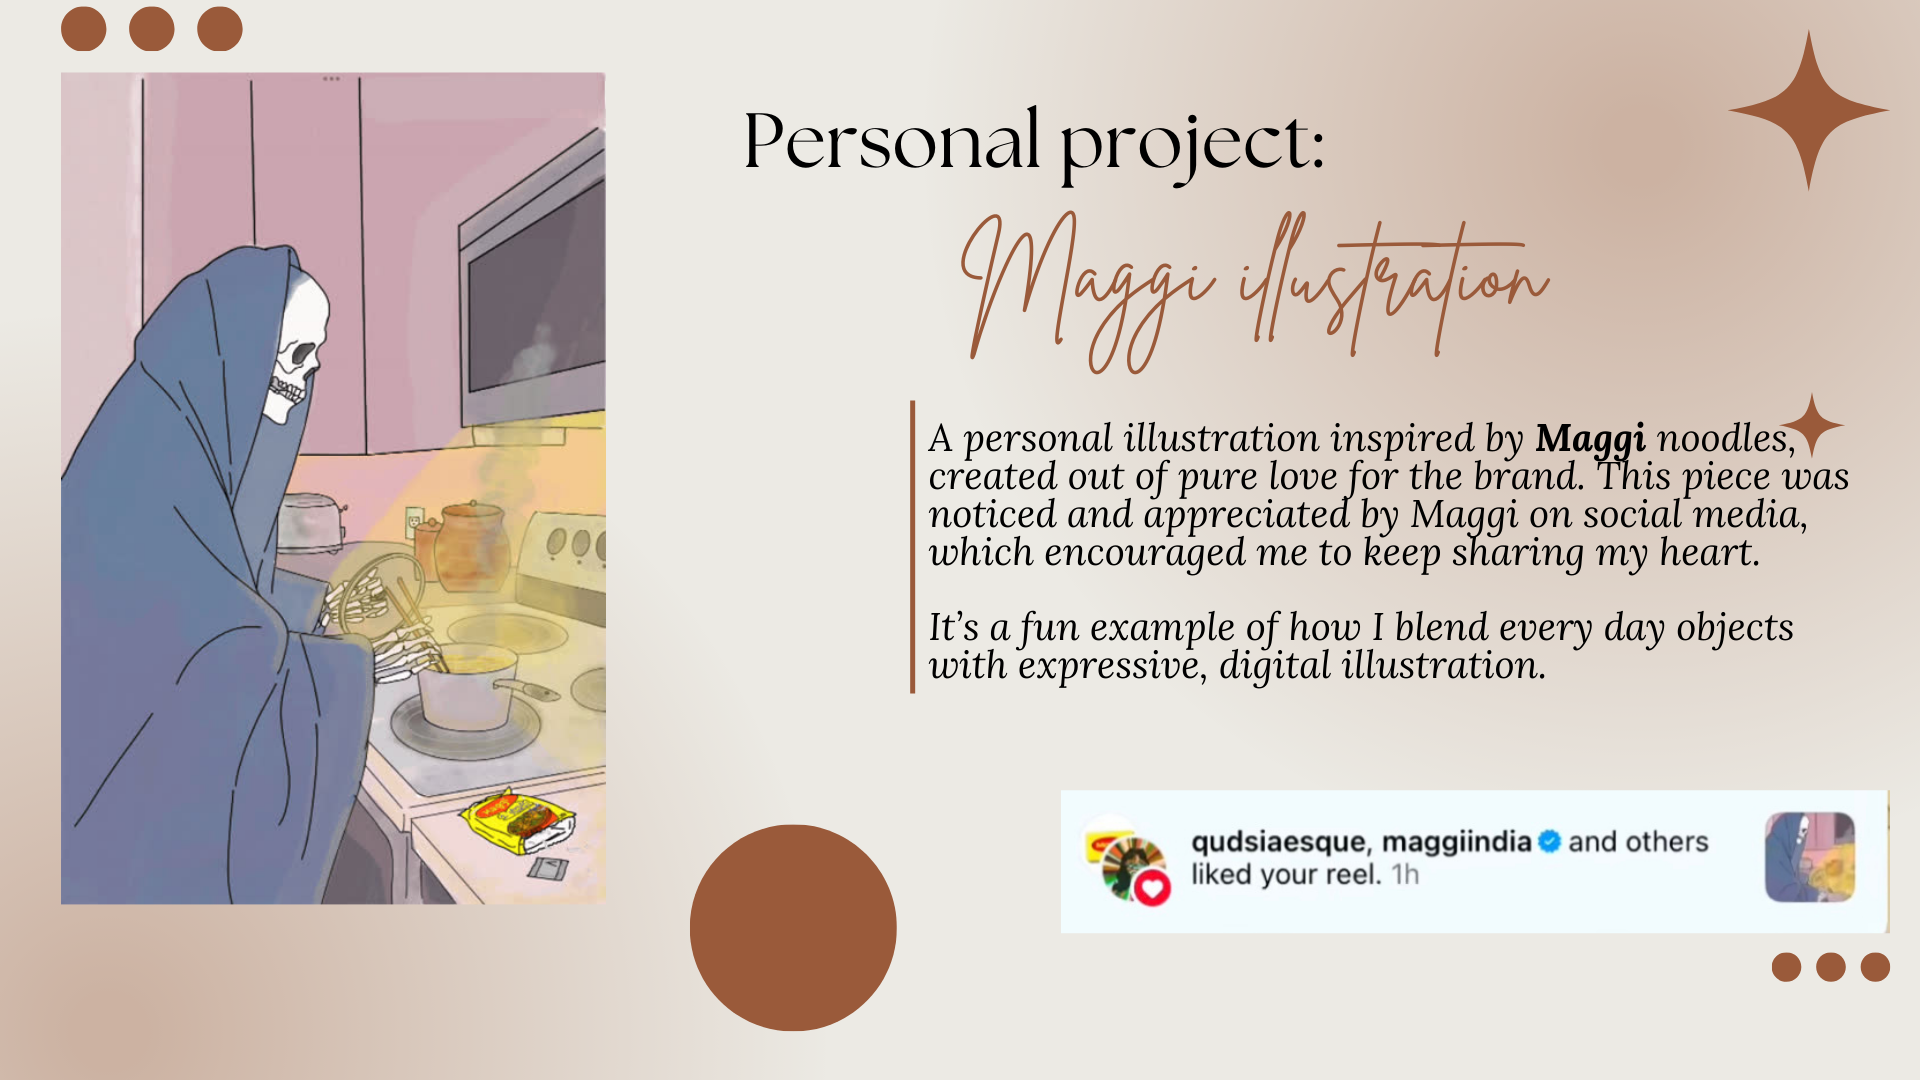 Personal project:
Maggi illustration
A personal illustration inspired by Maggi noodles,
created out of pure love for the brand. This piece was
noticed and appreciated by Maggi on social media,
which encouraged me to keep sharing my heart.
It’s a fun example of how I blend every day objects
with expressive, digital illustration.
qudsiaesque, maggiindia and others
liked your reel. 1h